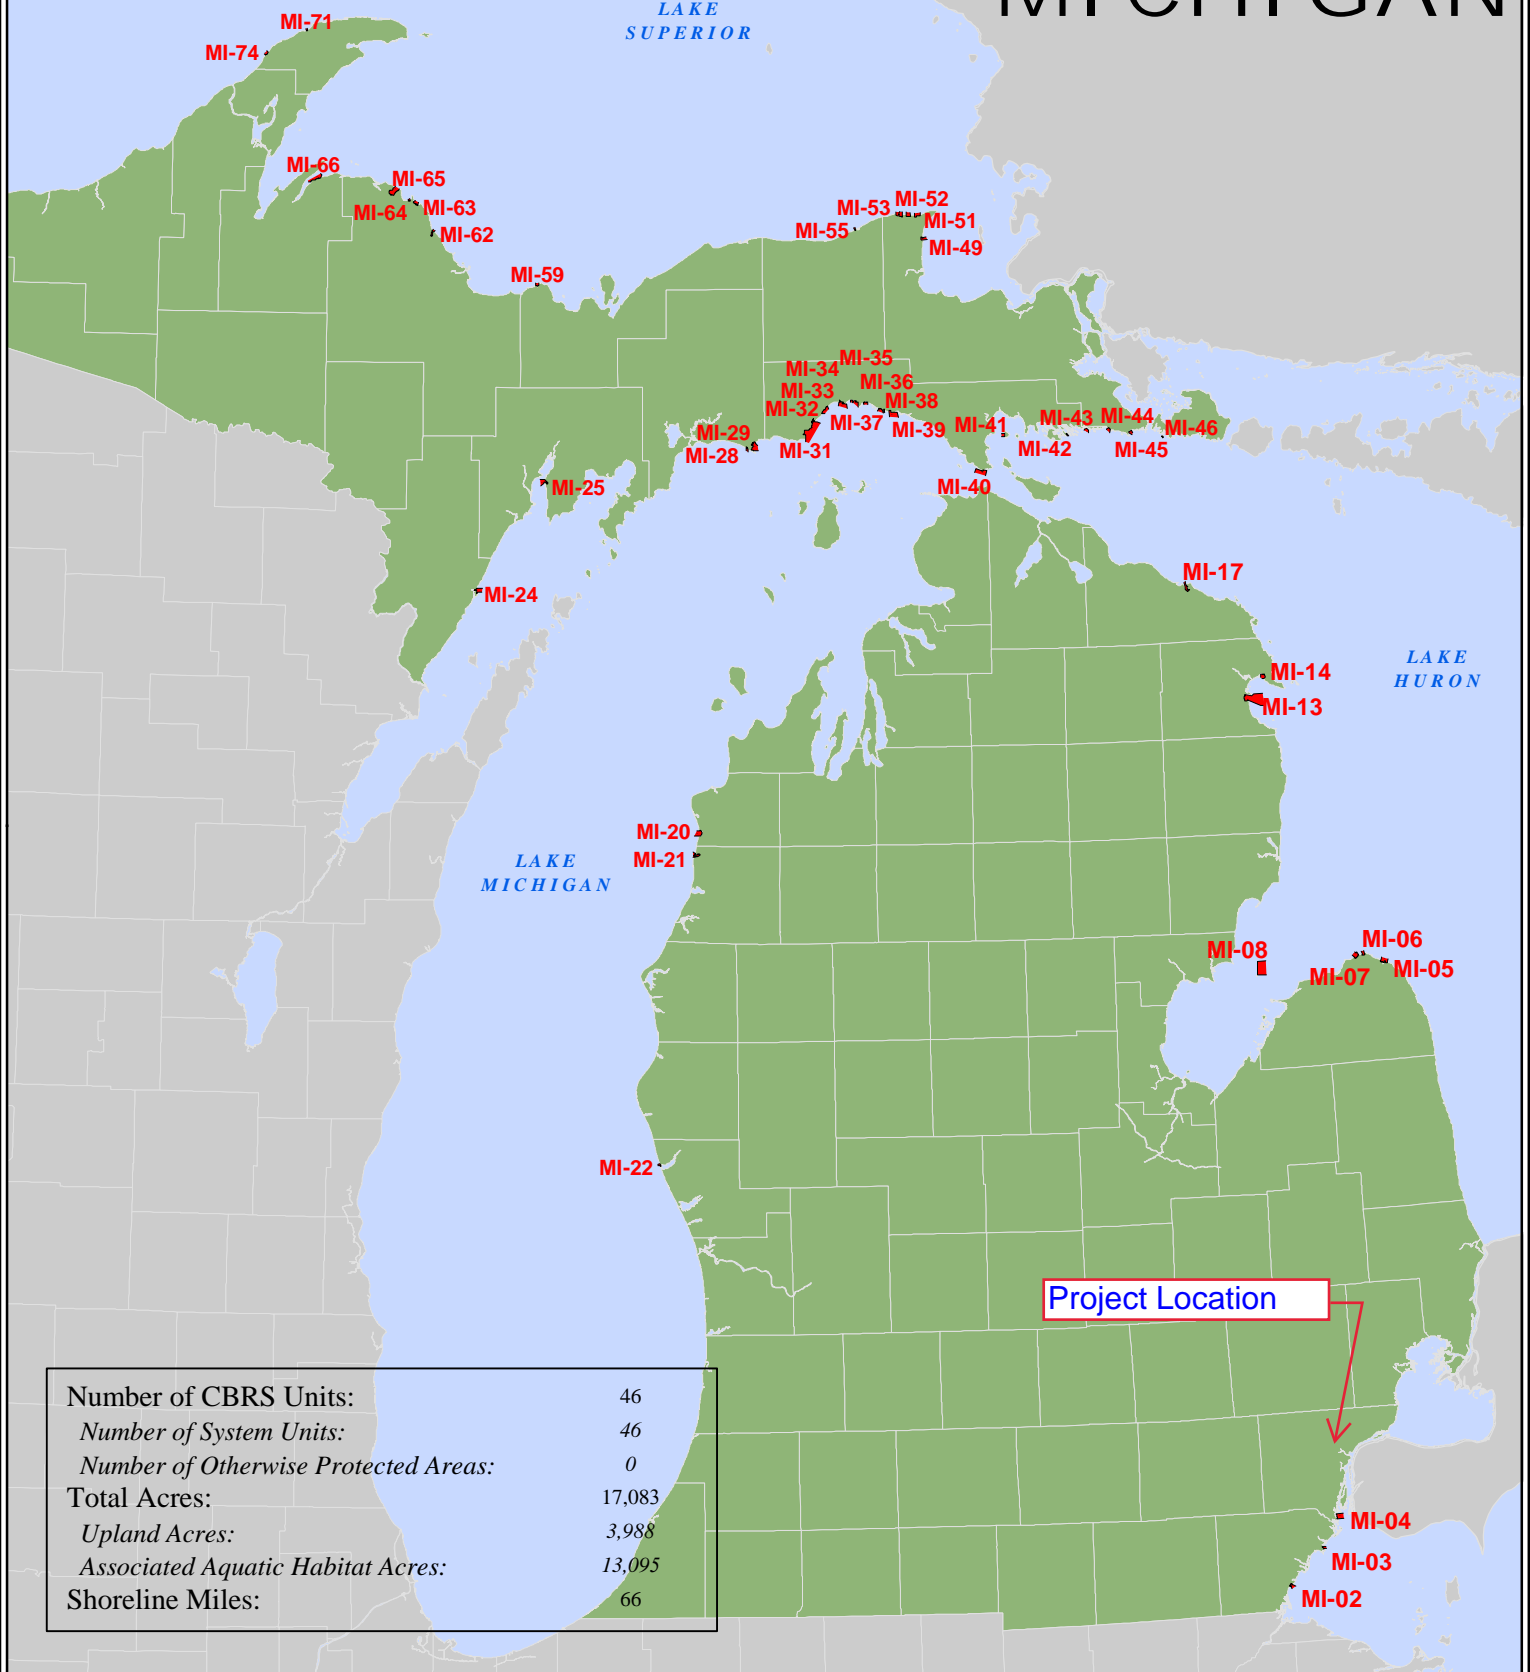 MICHIGAN
LAKE
SUPERIOR
MI-71
MI-74
MI-66
MI-65
MI-64
MI-63
MI-62
MI-59
MI-53
MI-52
MI-51
MI-55
MI-49
MI-35
MI-34
MI-36
MI-33
MI-32
MI-38
MI-37
MI-39
MI-31
MI-29
MI-28
MI-41
MI-43
MI-44
MI-46
MI-42
MI-45
MI-40
MI-25
MI-24
MI-17
LAKE
HURON
MI-14
MI-13
MI-20
MI-21
LAKE
MICHIGAN
MI-08
MI-06
MI-07
MI-05
MI-22
Project Location
Number of CBRS Units: 46
Number of System Units: 46
Number of Otherwise Protected Areas: 0
Total Acres: 17,083
Upland Acres: 3,988
Associated Aquatic Habitat Acres: 13,095
Shoreline Miles: 66
MI-04
MI-03
MI-02